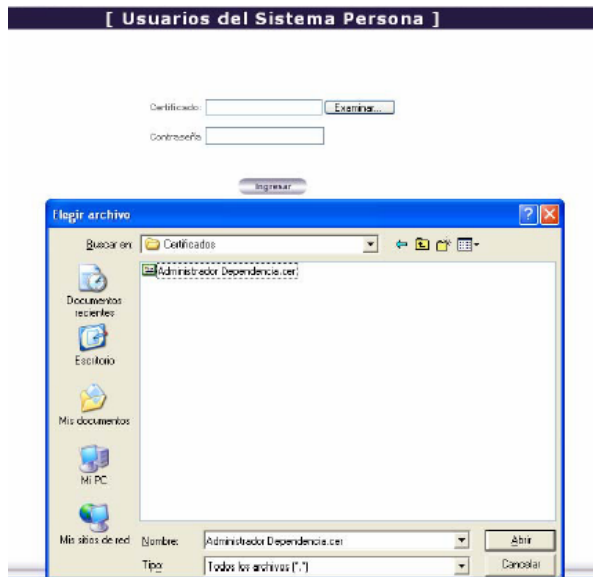 [ Usuarios del Sistema Persona ]
Certificado:
Examinar...
Contraseña
Ingresar
Elegir archivo
Buscar en:
Certificados
Administrador Dependencia.cer
Documentos
recientes
Escritorio
Mis documentos
Mi PC
Mis sitios de red
Nombre:
Administrador Dependencia.cer
Abrir
Tipo:
Todos los archivos (*.*)
Cancelar